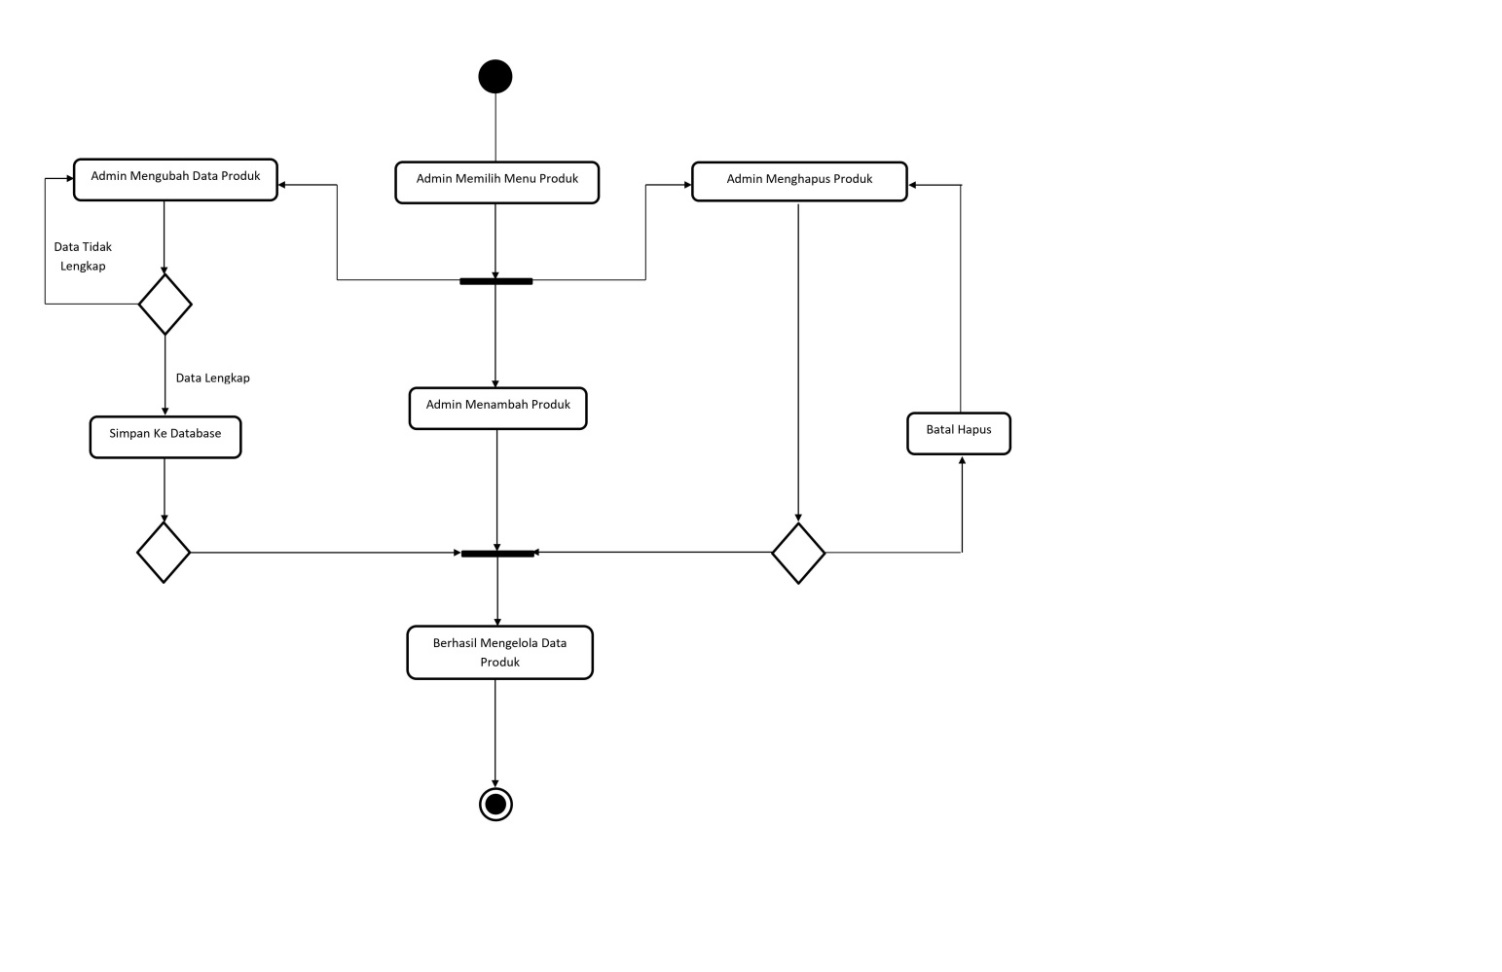 Admin Mengubah Data Produk
Admin Memilih Menu Produk
Admin Menghapus Produk
Data Tidak
Lengkap
Data Lengkap
Admin Menambah Produk
Simpan Ke Database
Batal Hapus
Berhasil Mengelola Data
Produk